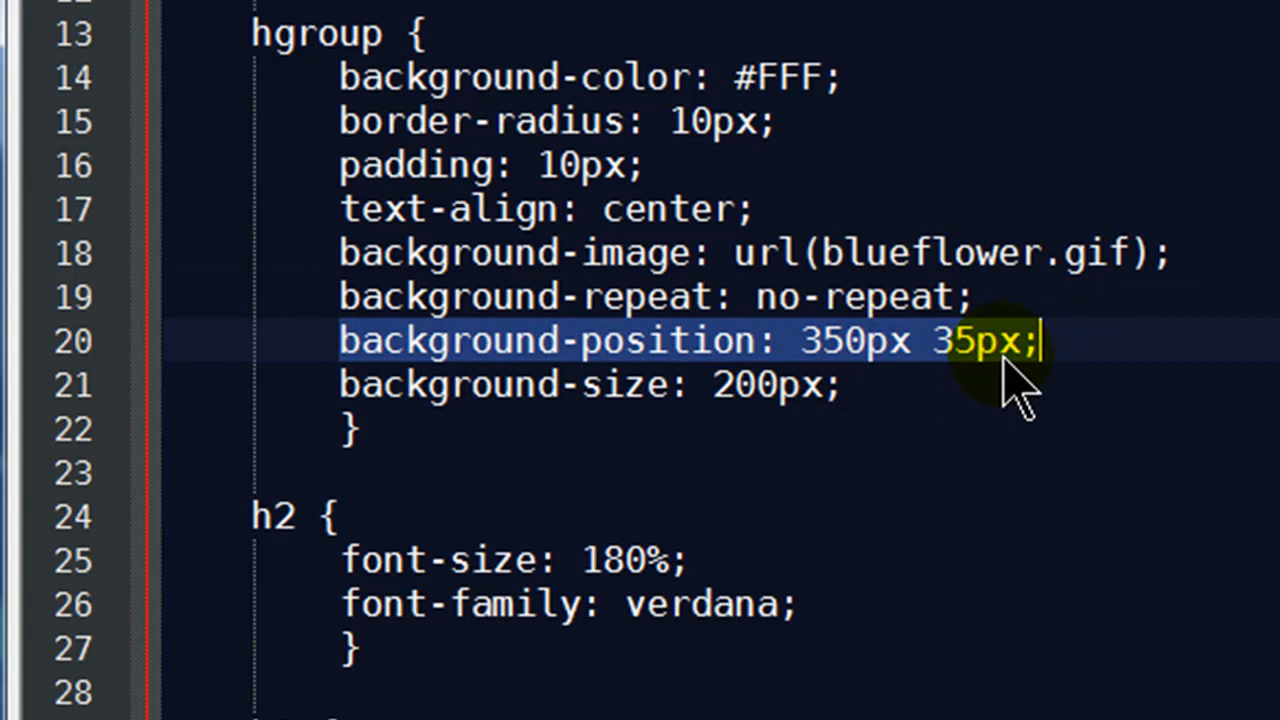 13 hgroup {
14 background-color: #FFF;
15 border-radius: 10px;
16 padding: 10px;
17 text-align: center;
18 background-image: url(blueflower.gif);
19 background-repeat: no-repeat;
20 background-position: 350px 35px;
21 background-size: 200px;
22 }
23
24 h2 {
25 font-size: 180%;
26 font-family: verdana;
27 }
28